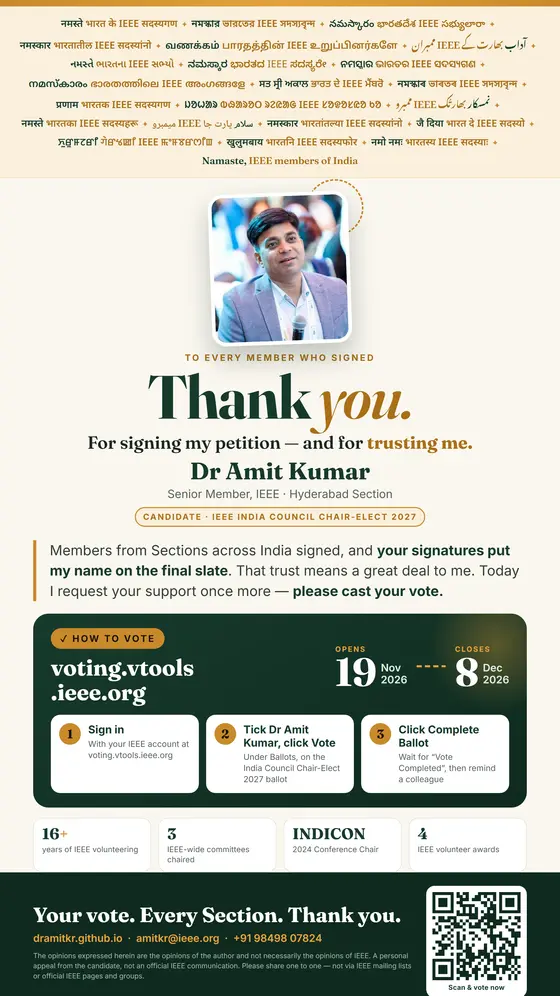 नमस्ते भारत के IEEE सदस्यगण + নমস্কাৰ ভাৰতৰ IEEE সদস্যবৃন্দ + నమస్కారం భారతదేశ IEEE సభ్యులారా +
नमस्कार भारतातील IEEE सदस्यांनो + வணக்கம் பாரதத்தின் IEEE உறுப்பினர்களே + آداب بھارت کے IEEE ممبران +
નમસ્તે ભારતના IEEE સભ્યો + ನಮಸ್ಕಾರ ಭಾರತದ IEEE ಸದಸ್ಯರೇ + ନମସ୍କାର ଭାରତର IEEE ସଦସ୍ୟଗଣ +
നമസ്കാരം ഭാരതത്തിലെ IEEE അംഗങ്ങളേ + ਸਤ ਸ੍ਰੀ ਅਕਾਲ ਭਾਰਤ ਦੇ IEEE ਮੈਂਬਰੋ +
प्रणाम भारतक IEEE सदस्यगण + IEEE + نمسکار بھارتٕکۍ IEEE ممبرو +
नमस्ते भारतका IEEE सदस्यहरू + سلام ڀارت جا IEEE ميمبرو + नमस्कार भारतांतल्या IEEE सदस्यांनो + जै दिया भारत दे IEEE सदस्यो +
IEEE + खुलुमबाय भारतनि IEEE सदस्यफोर + नमो नमः भारतस्य IEEE सदस्याः +
Namaste, IEEE members of India
TO EVERY MEMBER WHO SIGNED
Thank you.
For signing my petition — and for trusting me.
Dr Amit Kumar
Senior Member, IEEE · Hyderabad Section
CANDIDATE · IEEE INDIA COUNCIL CHAIR-ELECT 2027
Members from Sections across India signed, and your signatures put
my name on the final slate. That trust means a great deal to me. Today
I request your support once more — please cast your vote.
✓ HOW TO VOTE
voting.vtools
.ieee.org
OPENS
19 Nov
2026
CLOSES
8 Dec
2026
1 Sign in
With your IEEE account at
voting.vtools.ieee.org
2 Tick Dr Amit
Kumar, click Vote
Under Ballots, on the
India Council Chair-Elect
2027 ballot
3 Click Complete
Ballot
Wait for “Vote
Completed”, then remind
a colleague
16+
years of IEEE volunteering
3
IEEE-wide committees
chaired
INDICON
2024 Conference Chair
4
IEEE volunteer awards
Your vote. Every Section. Thank you.
dramitkr.github.io · amitkr@ieee.org · +91 98498 07824
The opinions expressed herein are the opinions of the author and not necessarily the opinions of IEEE. A personal
appeal from the candidate, not an official IEEE communication. Please share one to one — not via IEEE mailing lists
or official IEEE pages and groups.
Scan & vote now